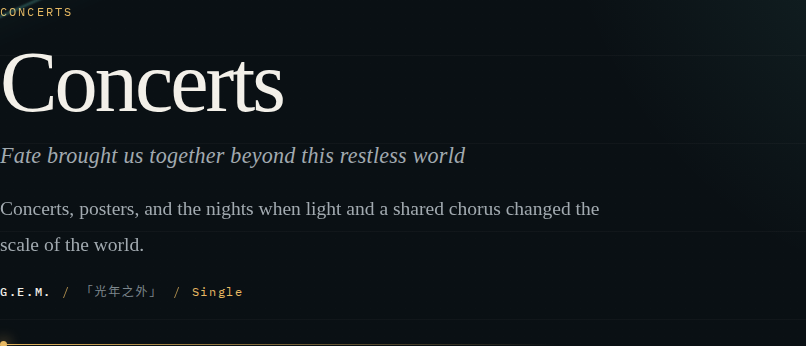 CONCERTS
Concerts
Fate brought us together beyond this restless world
Concerts, posters, and the nights when light and a shared chorus changed the
scale of the world.
G.E.M. / 「光年之外」 / Single